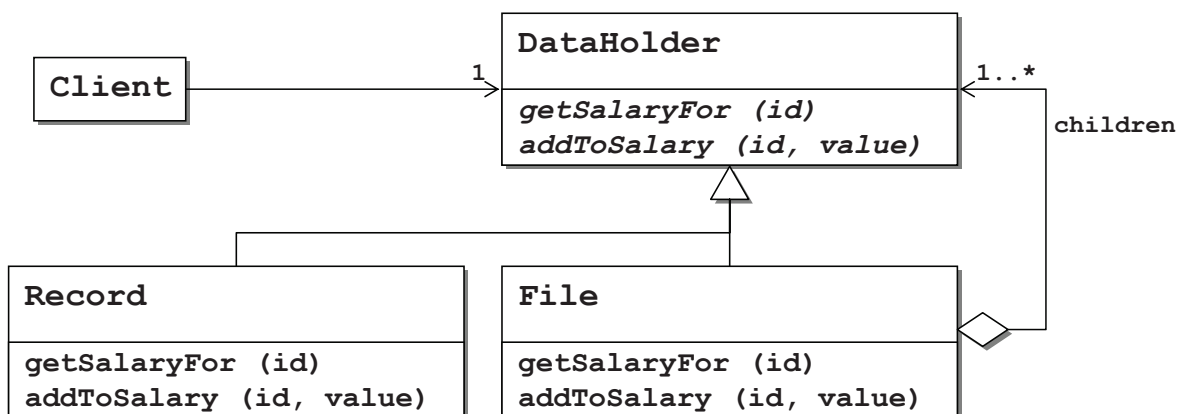 DataHolder
Client
1
1..*
getSalaryFor (id)
addToSalary (id, value)
children
Record
File
getSalaryFor (id)
addToSalary (id, value)
getSalaryFor (id)
addToSalary (id, value)